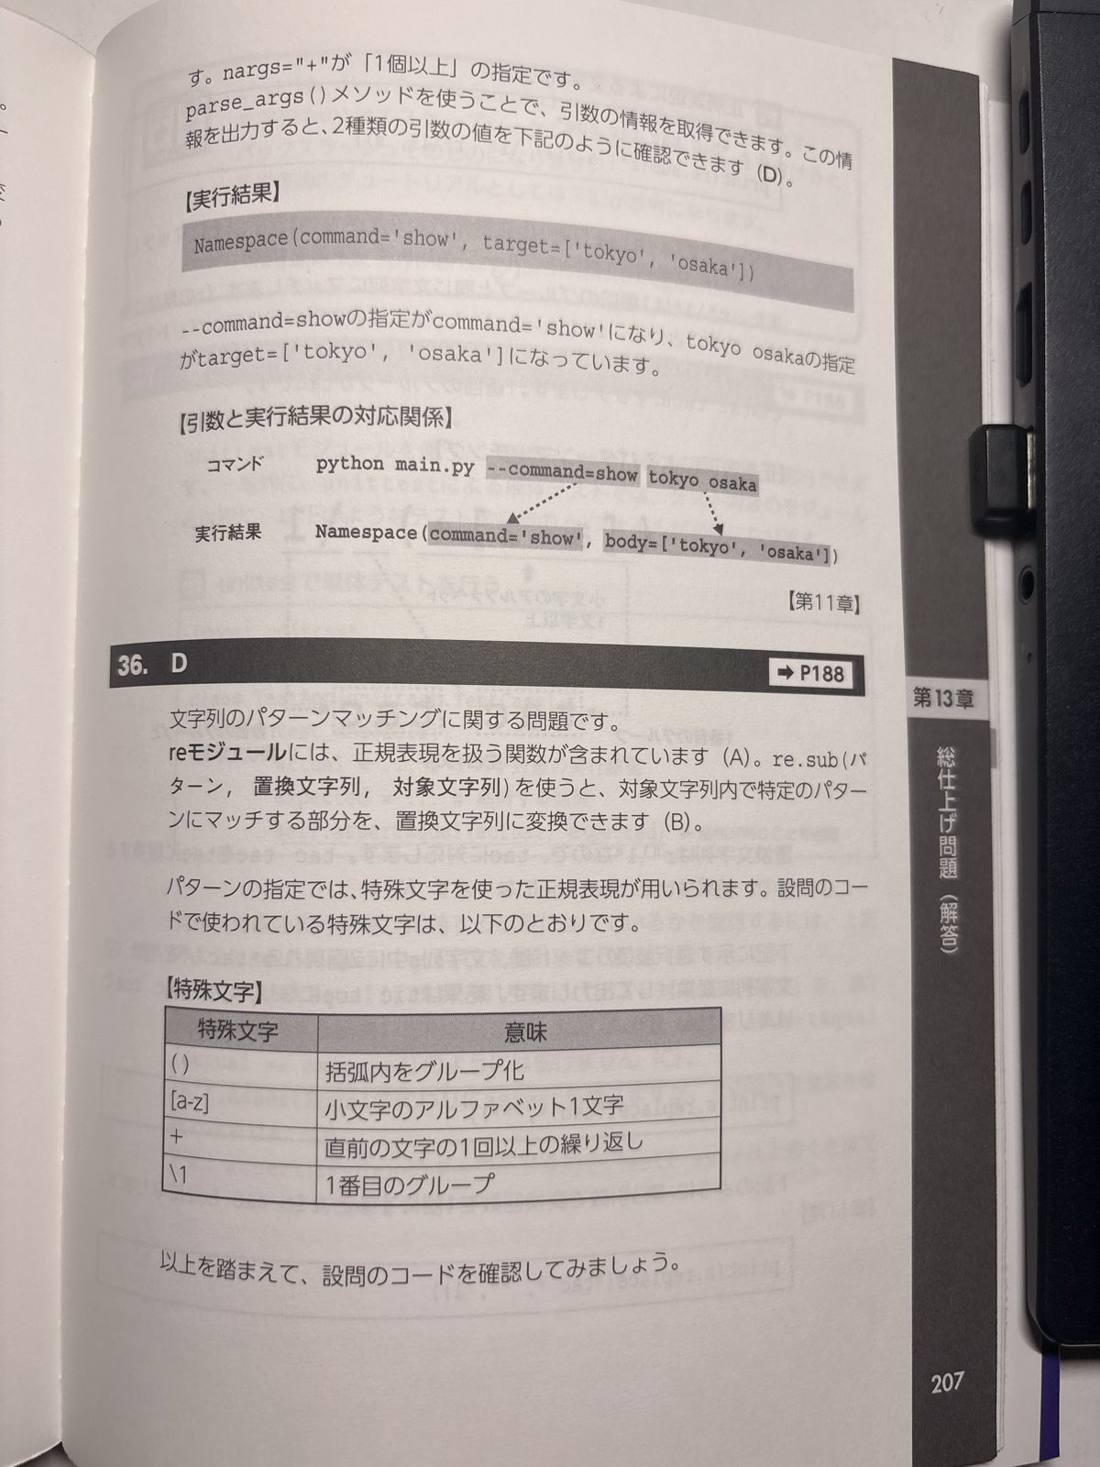 す。nargs="+"が「1個以上」の指定です。
parse_args()メソッドを使うことで、引数の情報を取得できます。この情
報を出力すると、2種類の引数の値を下記のように確認できます（D）。
【実行結果】
Namespace(command='show', target=['tokyo', 'osaka'])
--command=showの指定がcommand='show'になり、tokyo osakaの指定
がtarget=['tokyo', 'osaka']になっています。
【引数と実行結果の対応関係】
コマンド python main.py --command=show tokyo osaka
実行結果 Namespace(command='show', body=['tokyo', 'osaka'])
【第11章】
36. D ➡ P188
文字列のパターンマッチングに関する問題です。
reモジュールには、正規表現を扱う関数が含まれています（A）。re.sub(パ
ターン, 置換文字列, 対象文字列)を使うと、対象文字列内で特定のパター
ンにマッチする部分を、置換文字列に変換できます（B）。
パターンの指定では、特殊文字を使った正規表現が用いられます。設問のコー
ドで使われている特殊文字は、以下のとおりです。
【特殊文字】
特殊文字 意味
() 括弧内をグループ化
[a-z] 小文字のアルファベット1文字
+ 直前の文字の1回以上の繰り返し
\1 1番目のグループ
以上を踏まえて、設問のコードを確認してみましょう。
第13章
総仕上げ問題（解答）
207